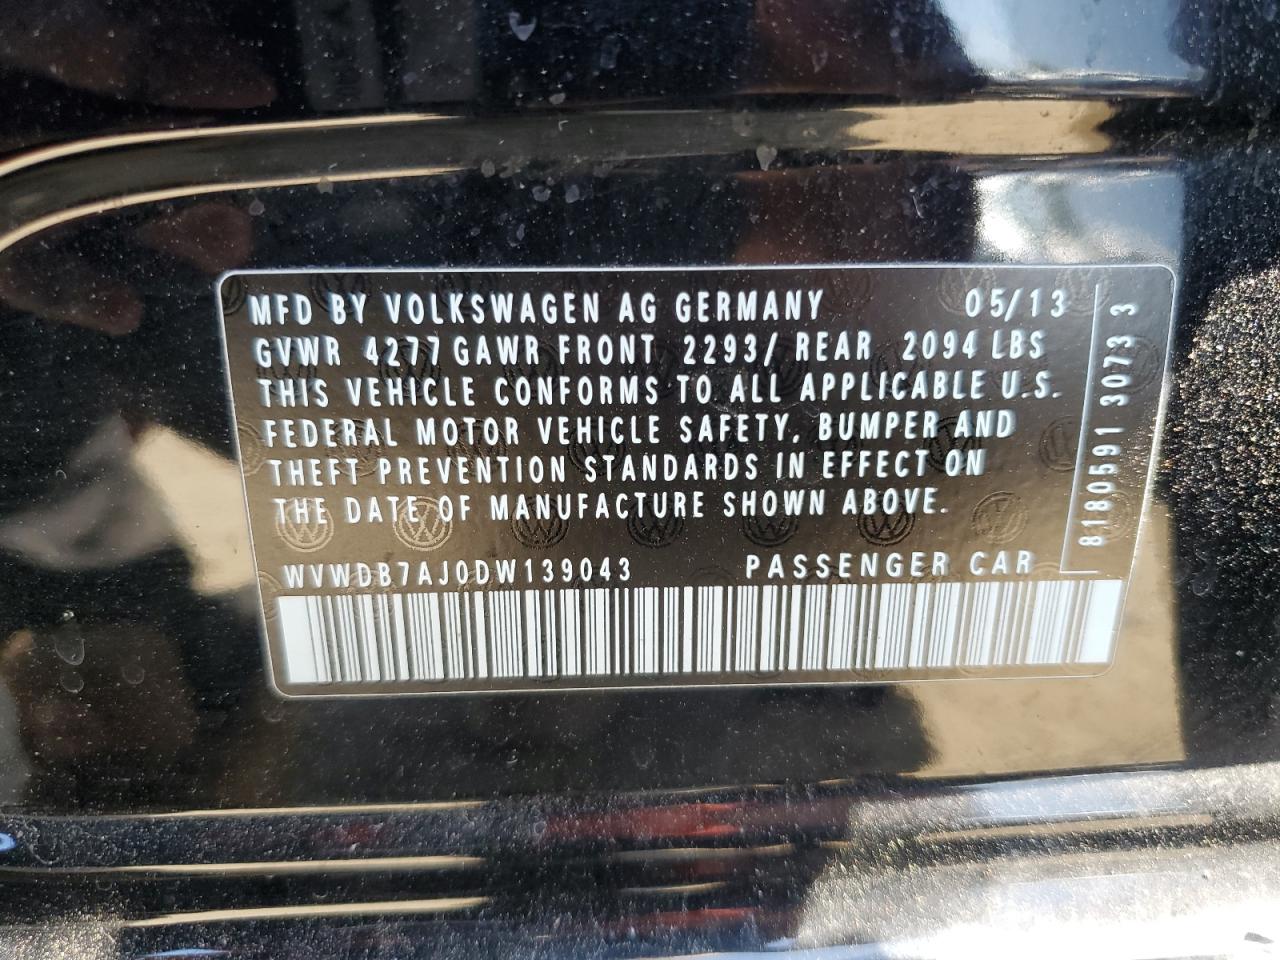 MFD BY VOLKSWAGEN AG GERMANY 05/13
GVWR 4277 GAWR FRONT 2293/ REAR 2094 LBS
THIS VEHICLE CONFORMS TO ALL APPLICABLE U.S.
FEDERAL MOTOR VEHICLE SAFETY, BUMPER AND
THEFT PREVENTION STANDARDS IN EFFECT ON
THE DATE OF MANUFACTURE SHOWN ABOVE.
WVWDB7AJ0DW139043 PASSENGER CAR
8180591 3073 3